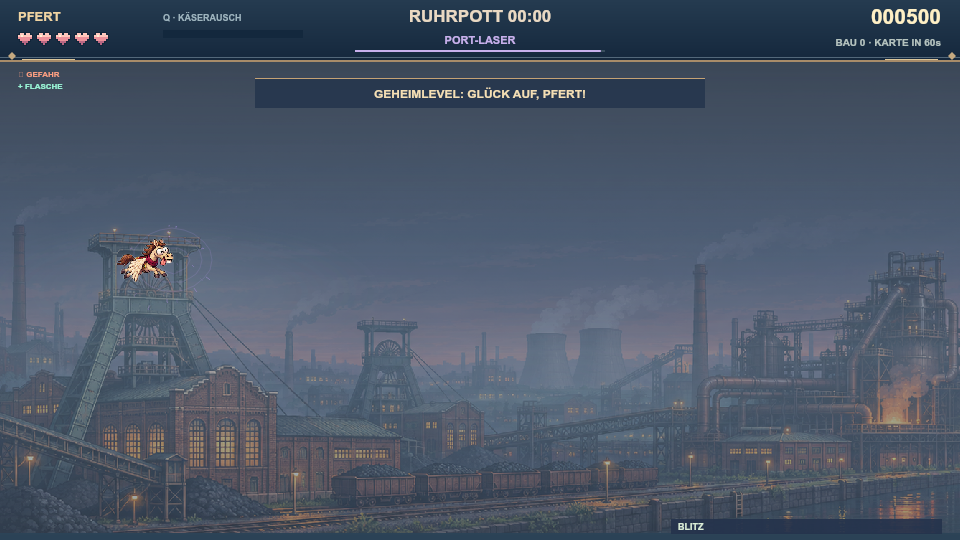 PFERT
Q · KÄSERAUSCH
RUHRPOTT 00:00
PORT-LASER
000500
BAU 0 · KARTE IN 60s
GEFAHR
+ FLASCHE
GEHEIMLEVEL: GLÜCK AUF, PFERT!
BLITZ